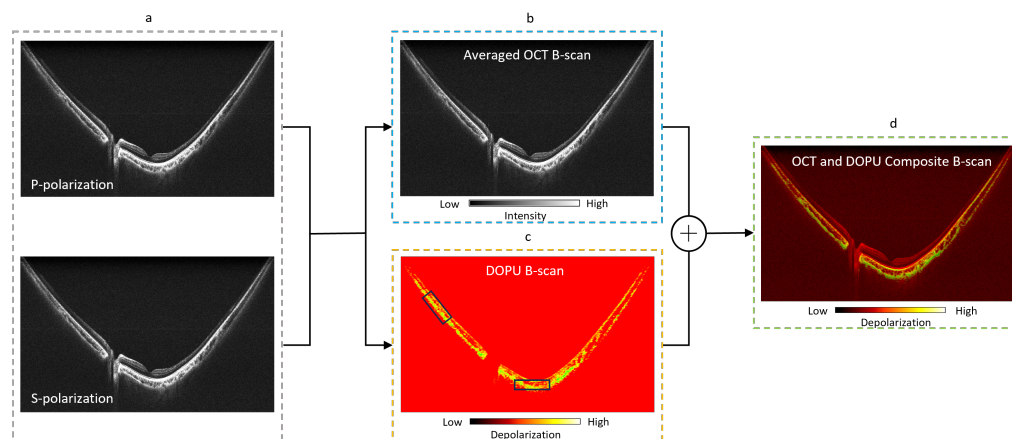 a
P-polarization
S-polarization
b
Averaged OCT B-scan
Low High
Intensity
c
DOPU B-scan
Low High
Depolarization
+
d
OCT and DOPU Composite B-scan
Low High
Depolarization